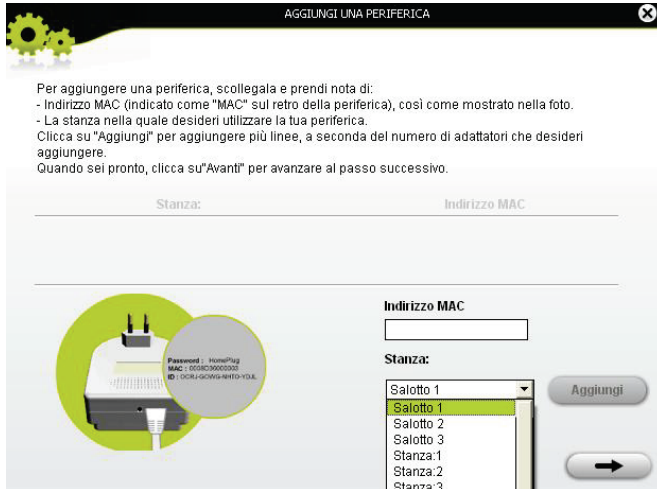 AGGIUNGI UNA PERIFERICA
Per aggiungere una periferica, scollegala e prendi nota di:
- Indirizzo MAC (indicato come "MAC" sul retro della periferica), così come mostrato nella foto.
- La stanza nella quale desideri utilizzare la tua periferica.
Clicca su "Aggiungi" per aggiungere più linee, a seconda del numero di adattatori che desideri
aggiungere.
Quando sei pronto, clicca su"Avanti" per avanzare al passo successivo.
Stanza: Indirizzo MAC
Password : HomePlug
MAC :
ID :
Indirizzo MAC
Stanza:
Salotto 1
Aggiungi
Salotto 1
Salotto 2
Salotto 3
Stanza:1
Stanza:2
Stanza:3